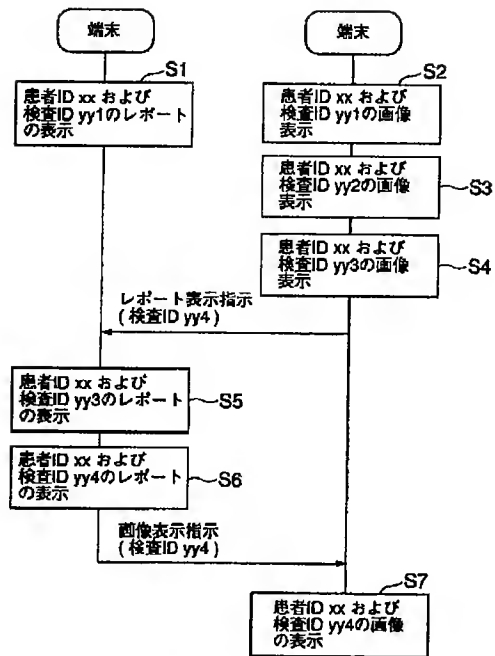 端末
端末
S1
患者ID xx および
検査ID yy1のレポート
の表示
S2
患者ID xx および
検査ID yy1の画像
表示
患者ID xx および
検査ID yy2の画像
表示
S3
患者ID xx および
検査ID yy3の画像
表示
S4
レポート表示指示
( 検査ID yy4 )
患者ID xx および
検査ID yy3のレポート
の表示
S5
患者ID xx および
検査ID yy4のレポート
の表示
S6
画像表示指示
( 検査ID yy4 )
S7
患者ID xx および
検査ID yy4の画像
の表示